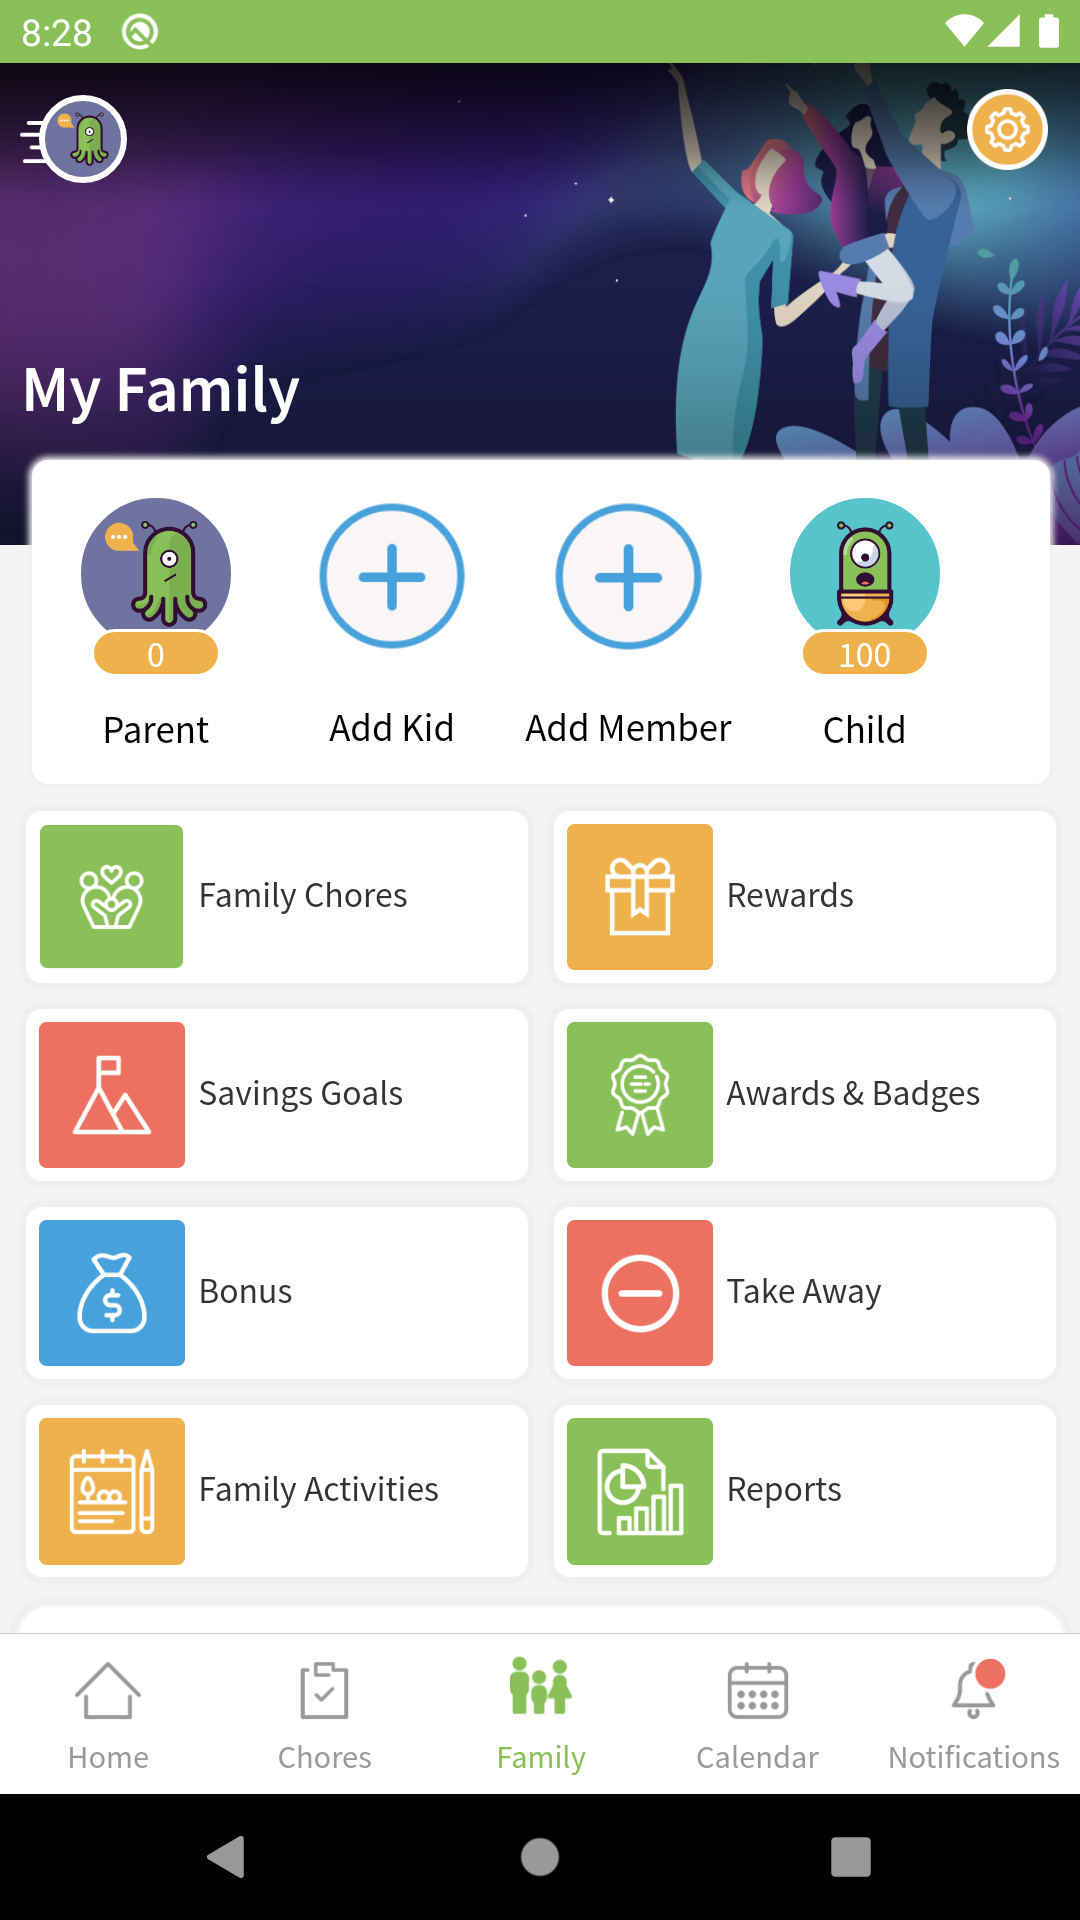 8:28
My Family
0
100
Parent
Add Kid
Add Member
Child
Family Chores
Rewards
Savings Goals
Awards & Badges
Bonus
Take Away
Family Activities
Reports
Home
Chores
Family
Calendar
Notifications